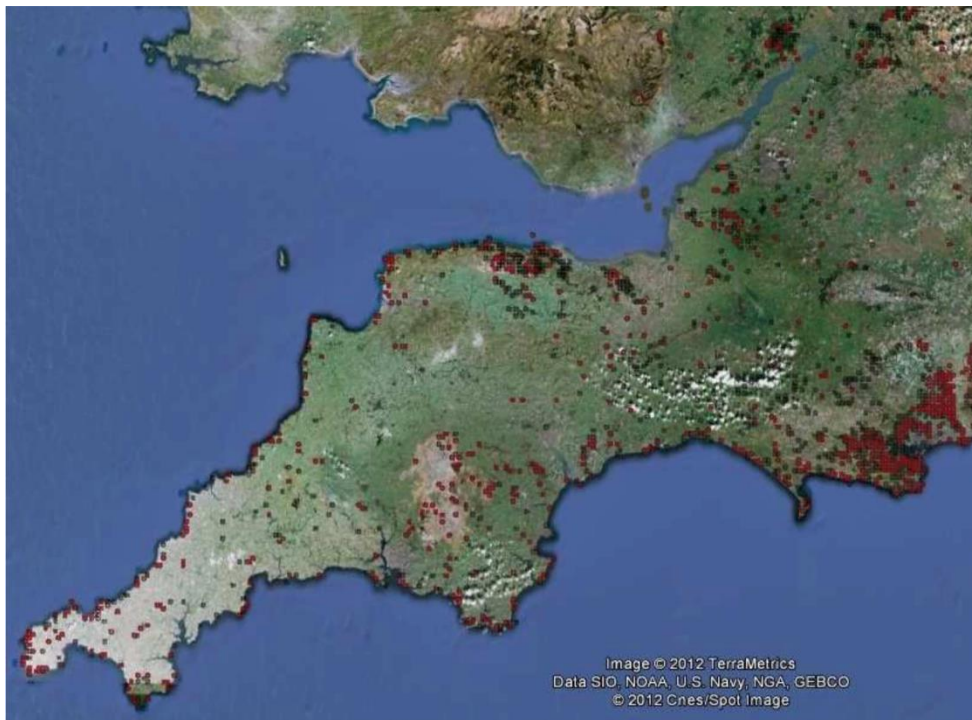 Image © 2012 TerraMetrics
Data SIO, NOAA, U.S. Navy, NGA, GEBCO
© 2012 Cnes/Spot Image